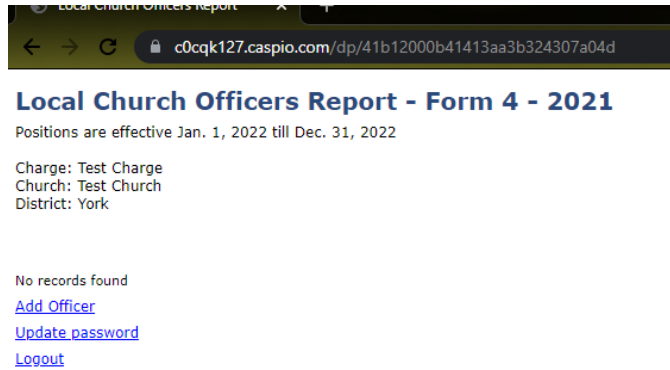 Local Church Officers Report
c0cqk127.caspio.com/dp/41b12000b41413aa3b324307a04d
Local Church Officers Report - Form 4 - 2021
Positions are effective Jan. 1, 2022 till Dec. 31, 2022
Charge: Test Charge
Church: Test Church
District: York
No records found
Add Officer
Update password
Logout